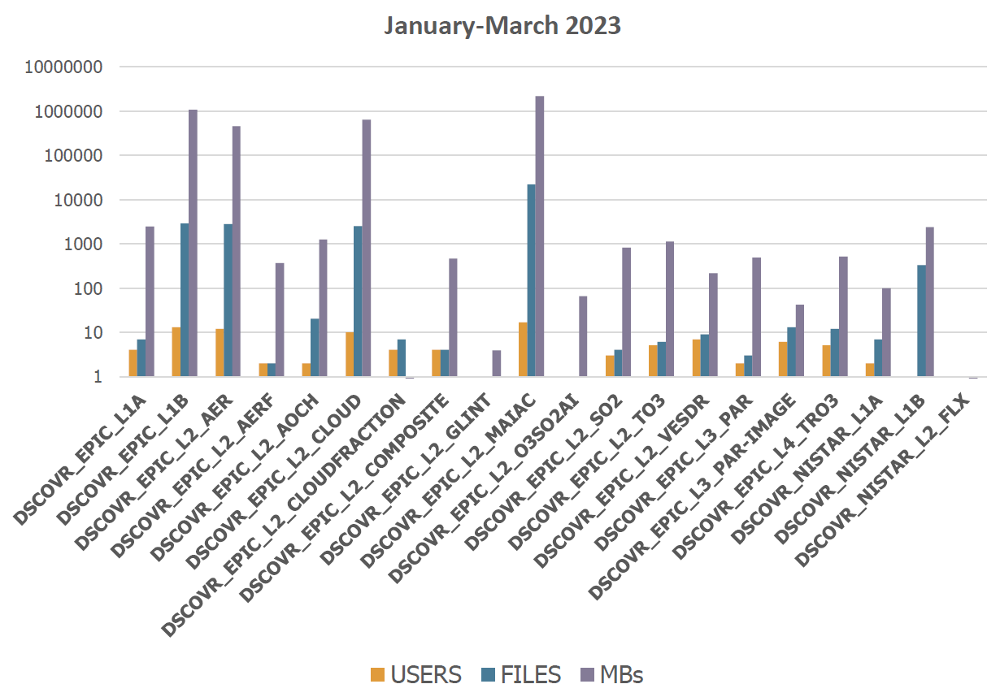 January-March 2023
10000000
1000000
100000
10000
1000
100
10
1
DSCOVR_EPIC_L1A
DSCOVR_EPIC_L1B
DSCOVR_EPIC_L2_AER
DSCOVR_EPIC_L2_AERF
DSCOVR_EPIC_L2_AOCH
DSCOVR_EPIC_L2_CLOUD
DSCOVR_EPIC_L2_CLOUDFRACTION
DSCOVR_EPIC_L2_COMPOSITE
DSCOVR_EPIC_L2_GLINT
DSCOVR_EPIC_L2_MAIAC
DSCOVR_EPIC_L2_O3SO2AI
DSCOVR_EPIC_L2_SO2
DSCOVR_EPIC_L2_TO3
DSCOVR_EPIC_L2_VESDR
DSCOVR_EPIC_L3_PAR
DSCOVR_EPIC_L3_PAR-IMAGE
DSCOVR_EPIC_L4_TRO3
DSCOVR_NISTAR_L1A
DSCOVR_NISTAR_L1B
DSCOVR_NISTAR_L2_FLX
USERS FILES MBs